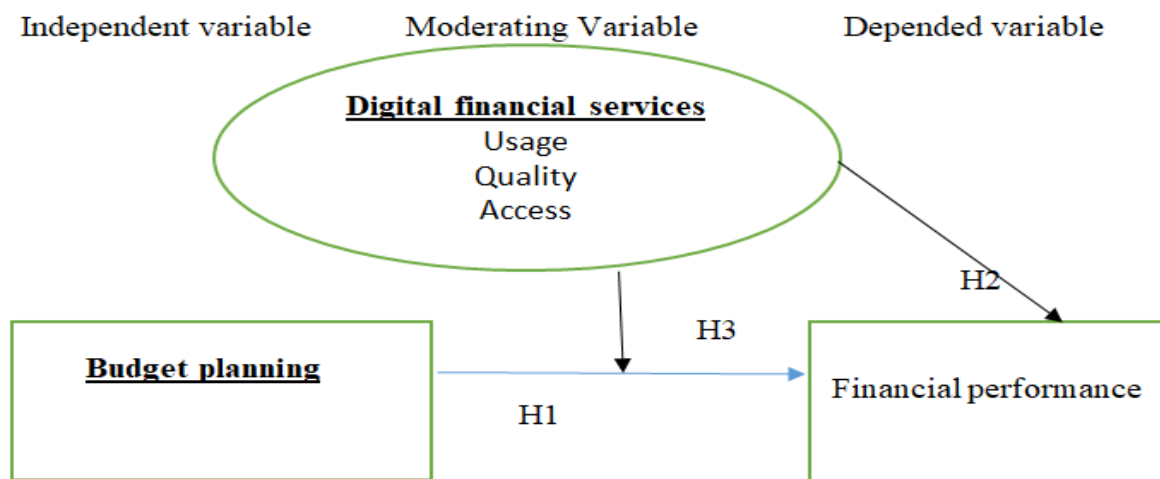 Independent variable
Moderating Variable
Depended variable
Digital financial services
Usage
Quality
Access
H2
H3
Budget planning
Financial performance
H1